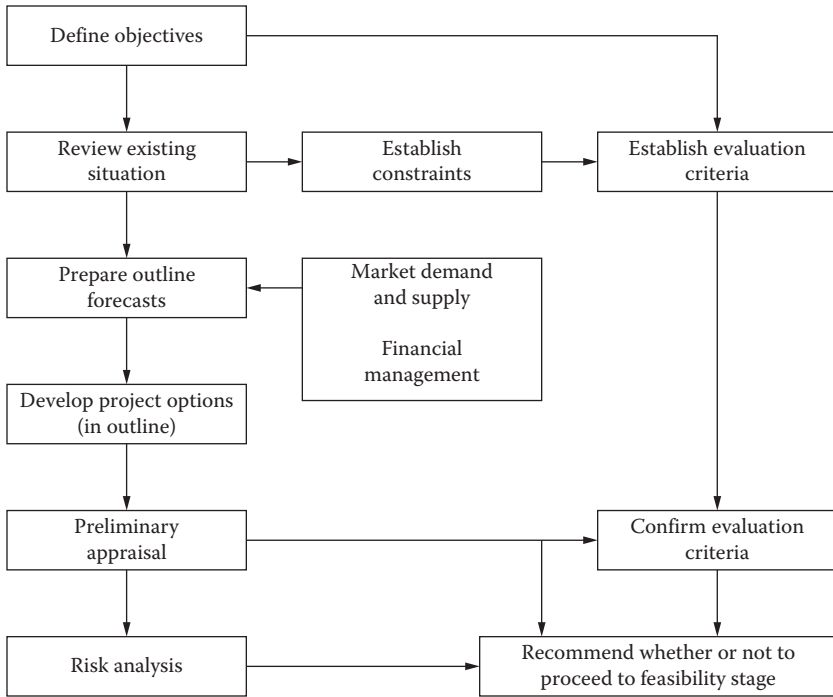 Define objectives
Review existing
situation
Establish
constraints
Establish evaluation
criteria
Prepare outline
forecasts
Market demand
and supply
Financial
management
Develop project options
(in outline)
Preliminary
appraisal
Confirm evaluation
criteria
Risk analysis
Recommend whether or not to
proceed to feasibility stage